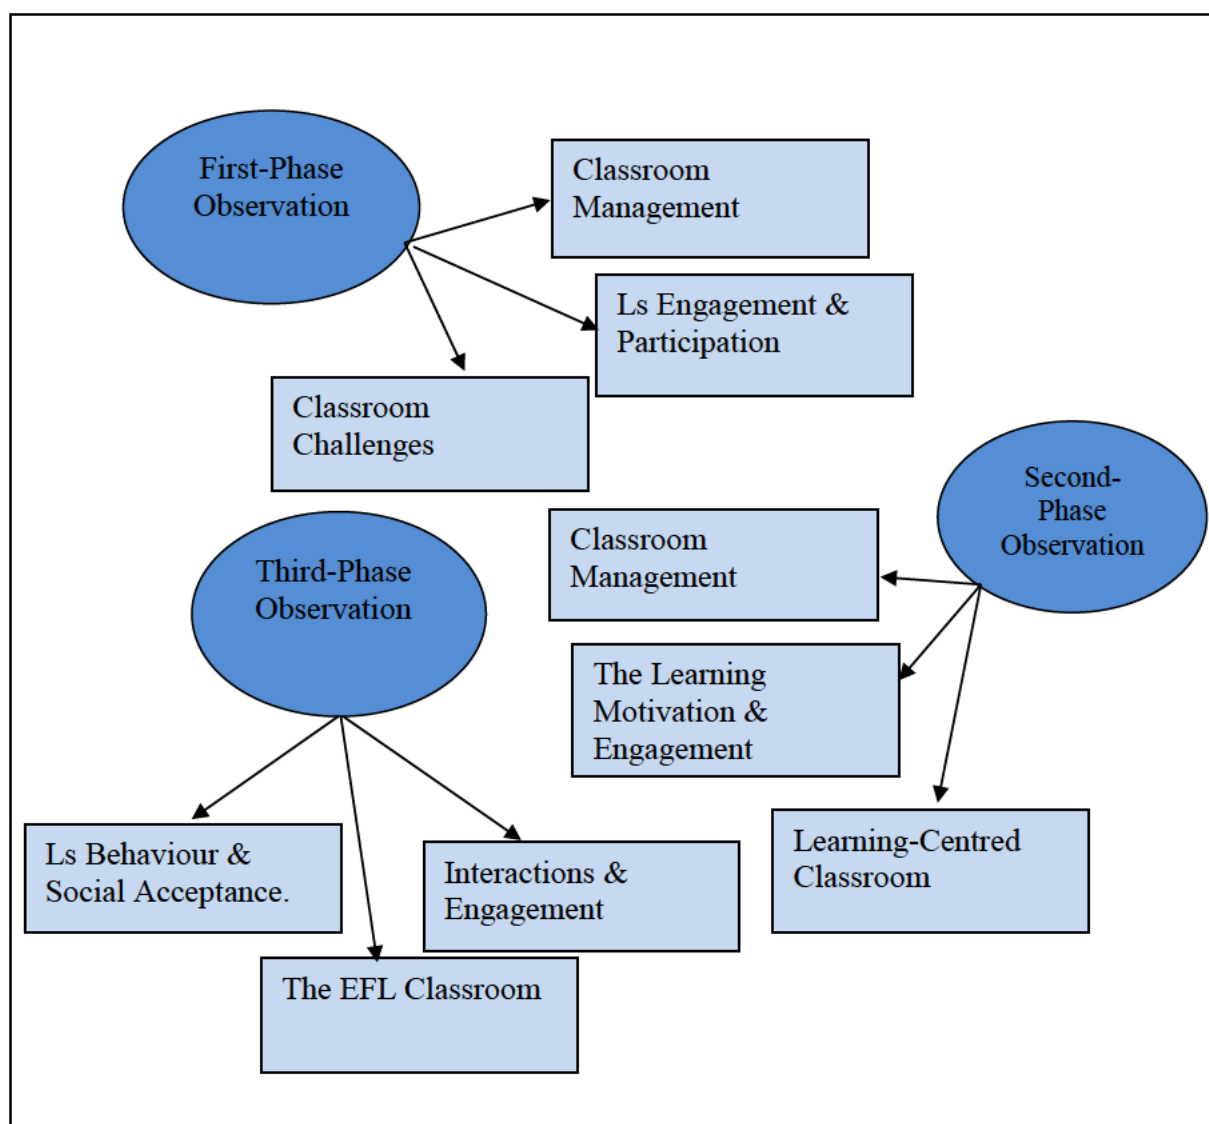 First-Phase
Observation
Classroom
Management
Ls Engagement &
Participation
Classroom
Challenges
Second-
Phase
Observation
Classroom
Management
The Learning
Motivation &
Engagement
Learning-Centred
Classroom
Third-Phase
Observation
Ls Behaviour &
Social Acceptance.
Interactions &
Engagement
The EFL Classroom